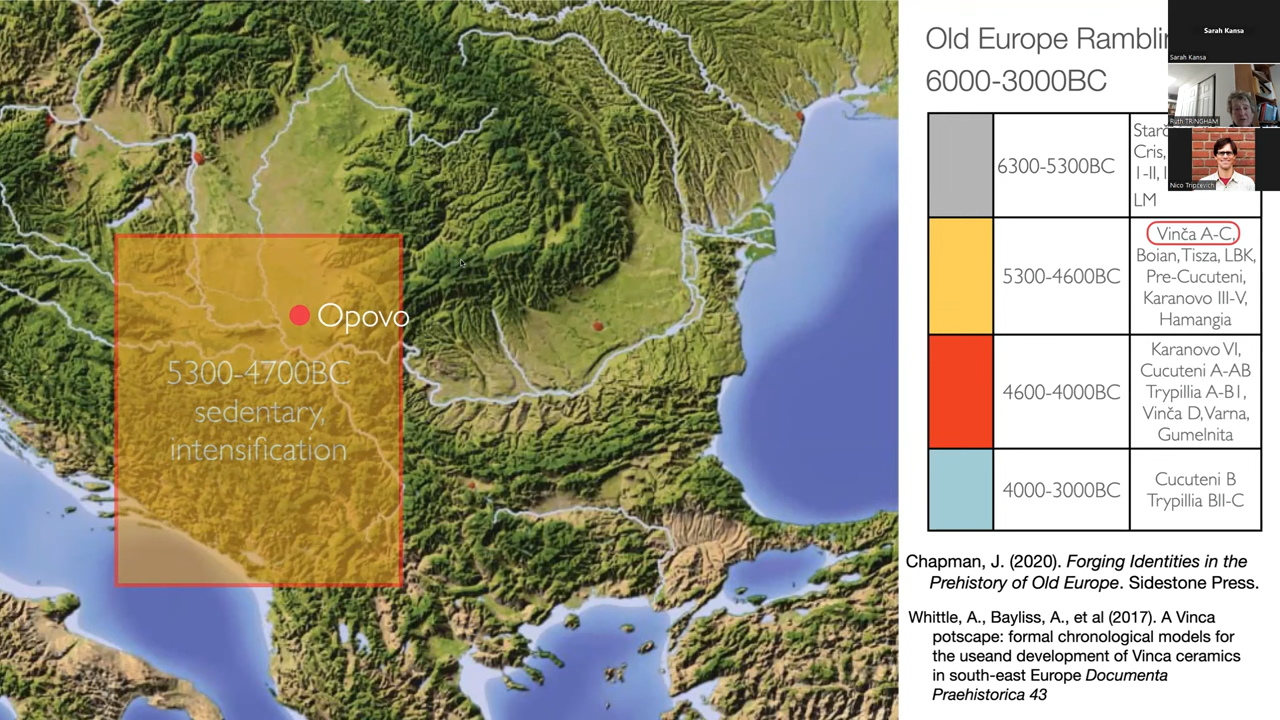 Opovo
5300-4700BC
sedentary,
intensification
Old Europe
6000-3000BC
6300-5300BC
Cris,
I-II,
LM
5300-4600BC
Vinča A-C,
Boian, Tisza, LBK,
Pre-Cucuteni,
Karanovo III-V,
Hamangia
4600-4000BC
Karanovo VI,
Cucuteni A-AB
Trypillia A-B1,
Vinča D, Varna,
Gumelnita
4000-3000BC
Cucuteni B
Trypillia BII-C
Chapman, J. (2020). Forging Identities in the
Prehistory of Old Europe. Sidestone Press.
Whittle, A., Bayliss, A., et al (2017). A Vinca
potscape: formal chronological models for
the useand development of Vinca ceramics
in south-east Europe Documenta
Praehistorica 43
Sarah Kansa
Sarah Kansa
Ruth TRINGHAM
Nico Tripcevich